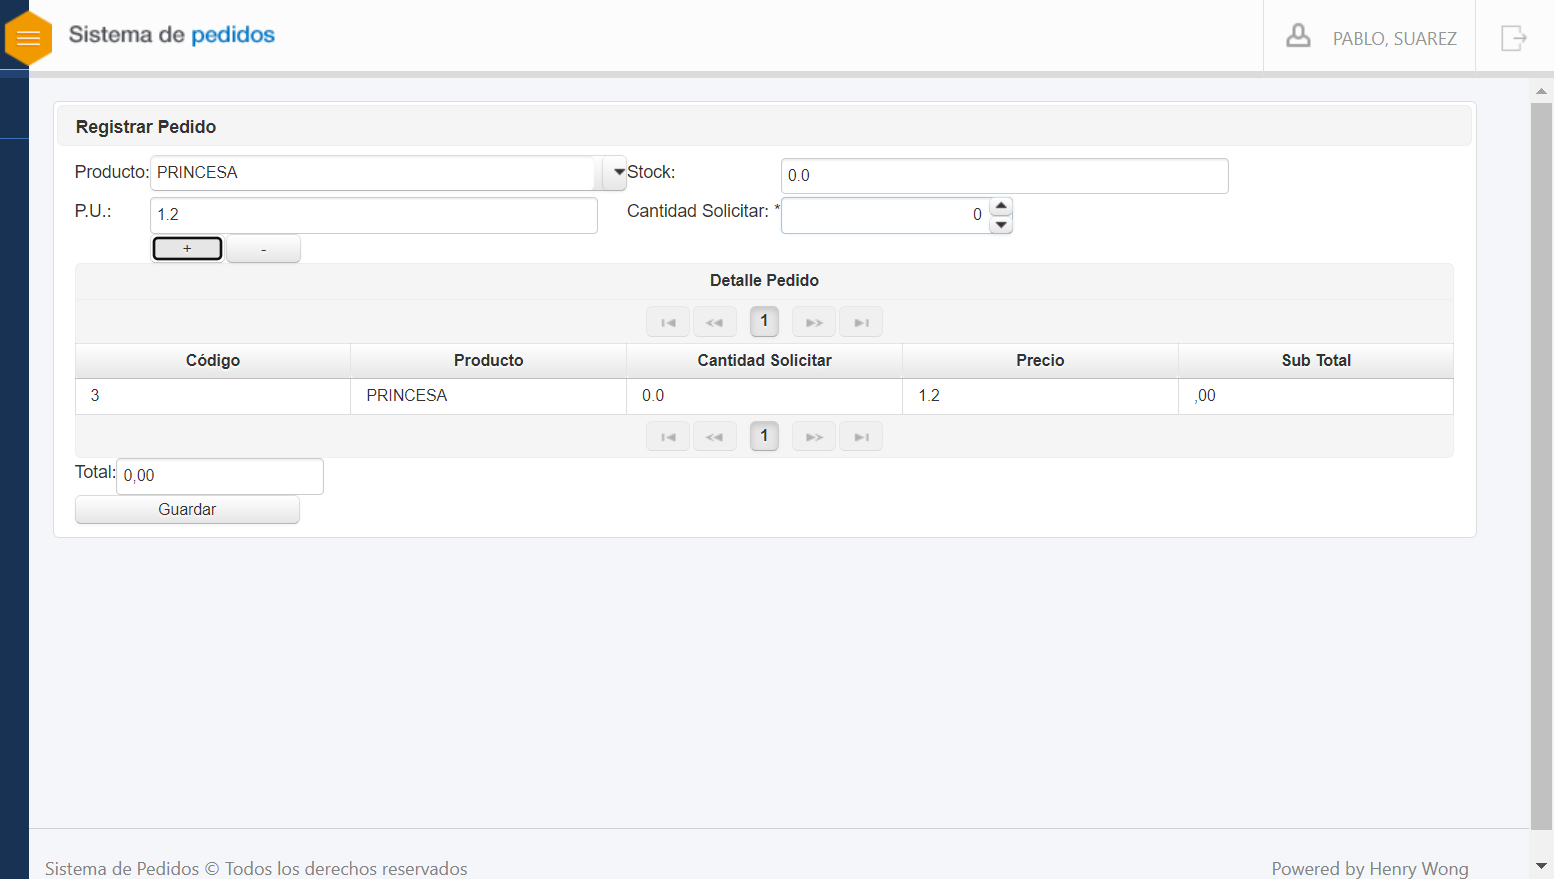 Sistema de pedidos
PABLO, SUAREZ
Registrar Pedido
Producto: PRINCESA Stock: 0.0
P.U.: 1.2 Cantidad Solicitar: * 0
+ -
Detalle Pedido
1
Código Producto Cantidad Solicitar Precio Sub Total
3 PRINCESA 0.0 1.2 ,00
1
Total: 0,00
Guardar
Sistema de Pedidos © Todos los derechos reservados Powered by Henry Wong